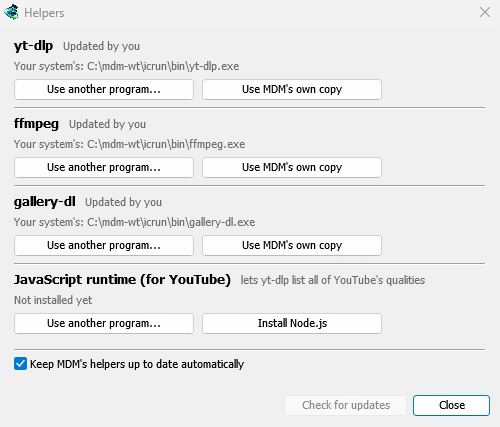 Helpers
yt-dlp Updated by you
Your system's: C:\mdm-wt\icrun\bin\yt-dlp.exe
Use another program... Use MDM's own copy
ffmpeg Updated by you
Your system's: C:\mdm-wt\icrun\bin\ffmpeg.exe
Use another program... Use MDM's own copy
gallery-dl Updated by you
Your system's: C:\mdm-wt\icrun\bin\gallery-dl.exe
Use another program... Use MDM's own copy
JavaScript runtime (for YouTube) lets yt-dlp list all of YouTube's qualities
Not installed yet
Use another program... Install Node.js
Keep MDM's helpers up to date automatically
Check for updates Close